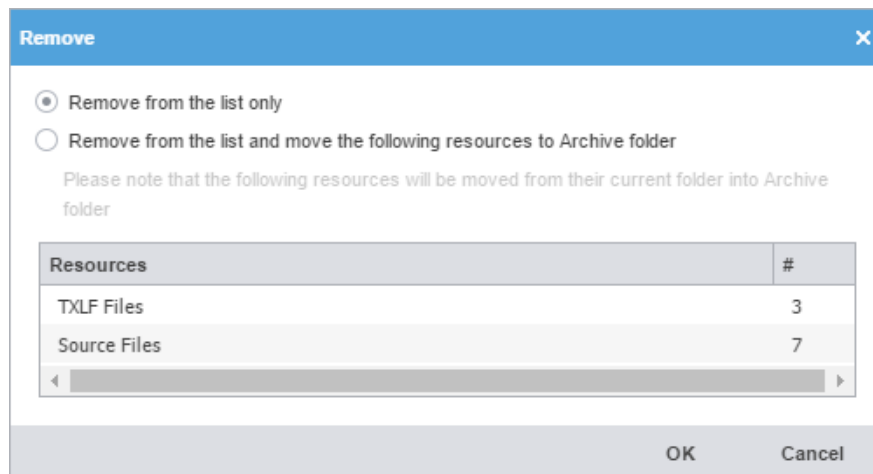 Remove
Remove from the list only
Remove from the list and move the following resources to Archive folder
Please note that the following resources will be moved from their current folder into Archive
folder
Resources #
TXLF Files 3
Source Files 7
OK Cancel